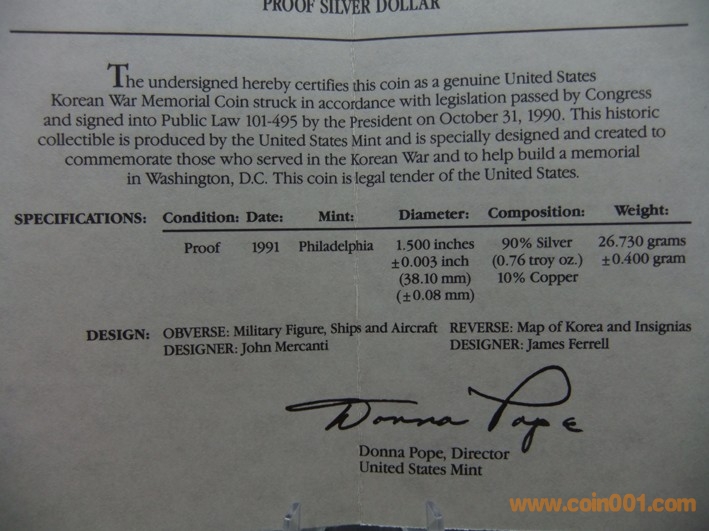 PROOF SILVER DOLLAR
The undersigned hereby certifies this coin as a genuine United States
Korean War Memorial Coin struck in accordance with legislation passed by Congress
and signed into Public Law 101-495 by the President on October 31, 1990. This historic
collectible is produced by the United States Mint and is specially designed and created to
commemorate those who served in the Korean War and to help build a memorial
in Washington, D.C. This coin is legal tender of the United States.
SPECIFICATIONS: Condition: Date: Mint: Diameter: Composition: Weight:
Proof 1991 Philadelphia 1.500 inches 90% Silver 26.730 grams
±0.003 inch (0.76 troy oz.) ±0.400 gram
(38.10 mm) 10% Copper
(±0.08 mm)
DESIGN: OBVERSE: Military Figure, Ships and Aircraft REVERSE: Map of Korea and Insignias
DESIGNER: John Mercanti DESIGNER: James Ferrell
Donna Pope
Donna Pope, Director
United States Mint
www.coin001.com